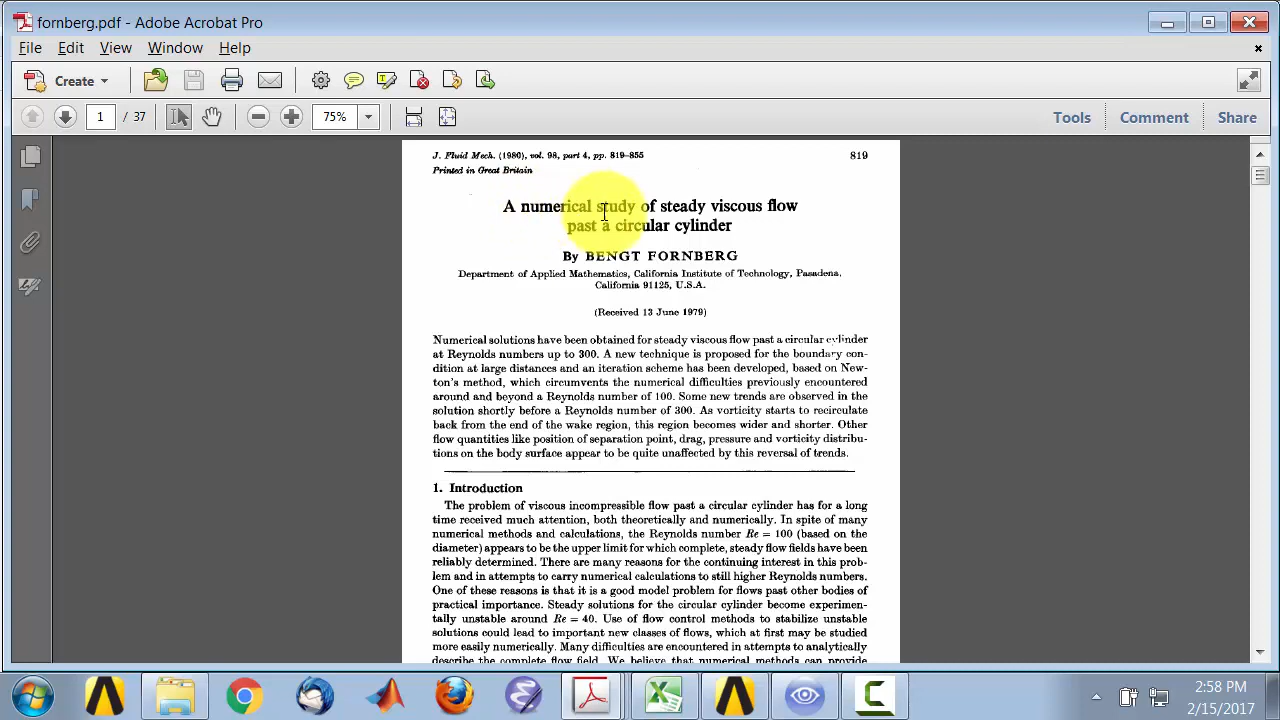 fornberg.pdf - Adobe Acrobat Pro
File Edit View Window Help
Create
1 / 37 75% Tools Comment Share
J. Fluid Mech. (1980), vol. 98, part 4, pp. 819–855 819
Printed in Great Britain
A numerical study of steady viscous flow
past a circular cylinder
By BENGT FORNBERG
Department of Applied Mathematics, California Institute of Technology, Pasadena,
California 91125, U.S.A.
(Received 13 June 1979)
Numerical solutions have been obtained for steady viscous flow past a circular cylinder
at Reynolds numbers up to 300. A new technique is proposed for the boundary con-
dition at large distances and an iteration scheme has been developed, based on New-
ton's method, which circumvents the numerical difficulties previously encountered
around and beyond a Reynolds number of 100. Some new trends are observed in the
solution shortly before a Reynolds number of 300. As vorticity starts to recirculate
back from the end of the wake region, this region becomes wider and shorter. Other
flow quantities like position of separation point, drag, pressure and vorticity distribu-
tions on the body surface appear to be quite unaffected by this reversal of trends.
1. Introduction
The problem of viscous incompressible flow past a circular cylinder has for a long
time received much attention, both theoretically and numerically. In spite of many
numerical methods and calculations, the Reynolds number Re = 100 (based on the
diameter) appears to be the upper limit for which complete, steady flow fields have been
reliably determined. There are many reasons for the continuing interest in this prob-
lem and in attempts to carry numerical calculations to still higher Reynolds numbers.
One of these reasons is that it is a good model problem for flows past other bodies of
practical importance. Steady solutions for the circular cylinder become experimen-
tally unstable around Re = 40. Use of flow control methods to stabilize unstable
solutions could lead to important new classes of flows, which at first may be studied
more easily numerically. Many difficulties are encountered in attempts to analytically
describe the complete flow field. We believe that numerical methods can provide
2:58 PM
2/15/2017